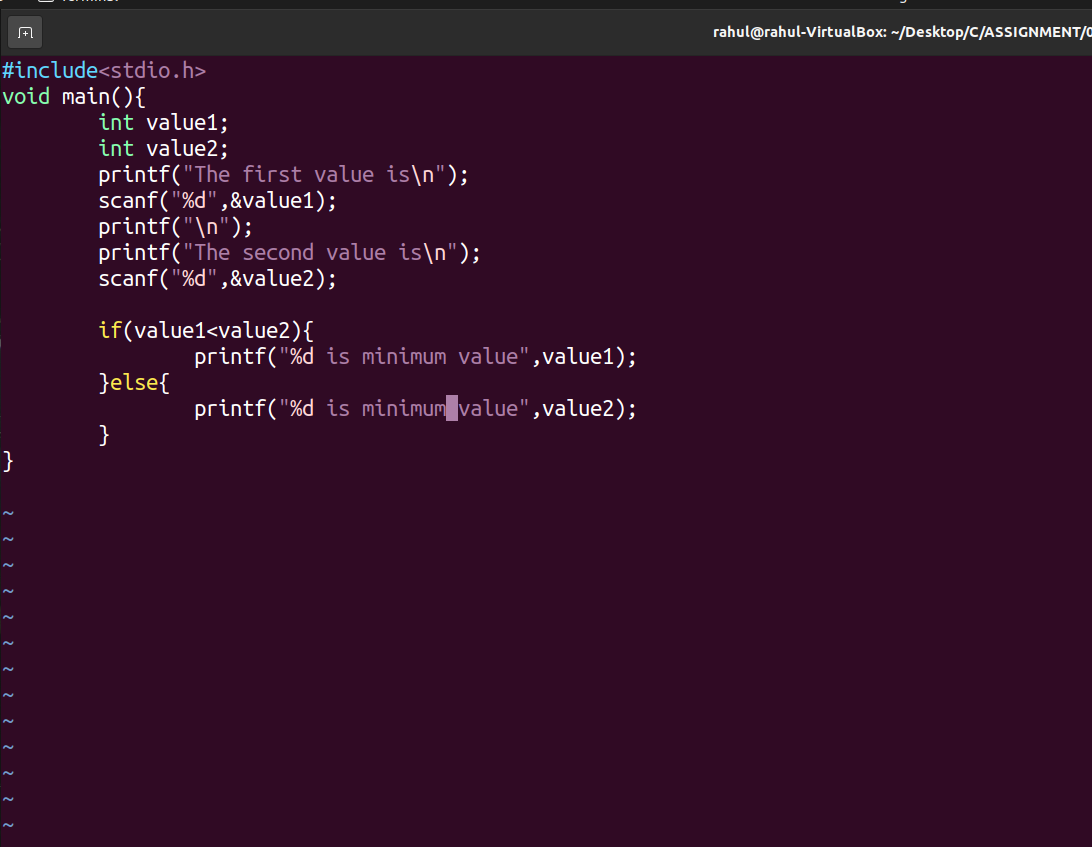 rahul@rahul-VirtualBox: ~/Desktop/C/ASSIGNMENT/0
#include<stdio.h>
void main(){
        int value1;
        int value2;
        printf("The first value is\n");
        scanf("%d",&value1);
        printf("\n");
        printf("The second value is\n");
        scanf("%d",&value2);

        if(value1<value2){
                printf("%d is minimum value",value1);
        }else{
                printf("%d is minimum value",value2);
        }
}
~
~
~
~
~
~
~
~
~
~
~
~
~